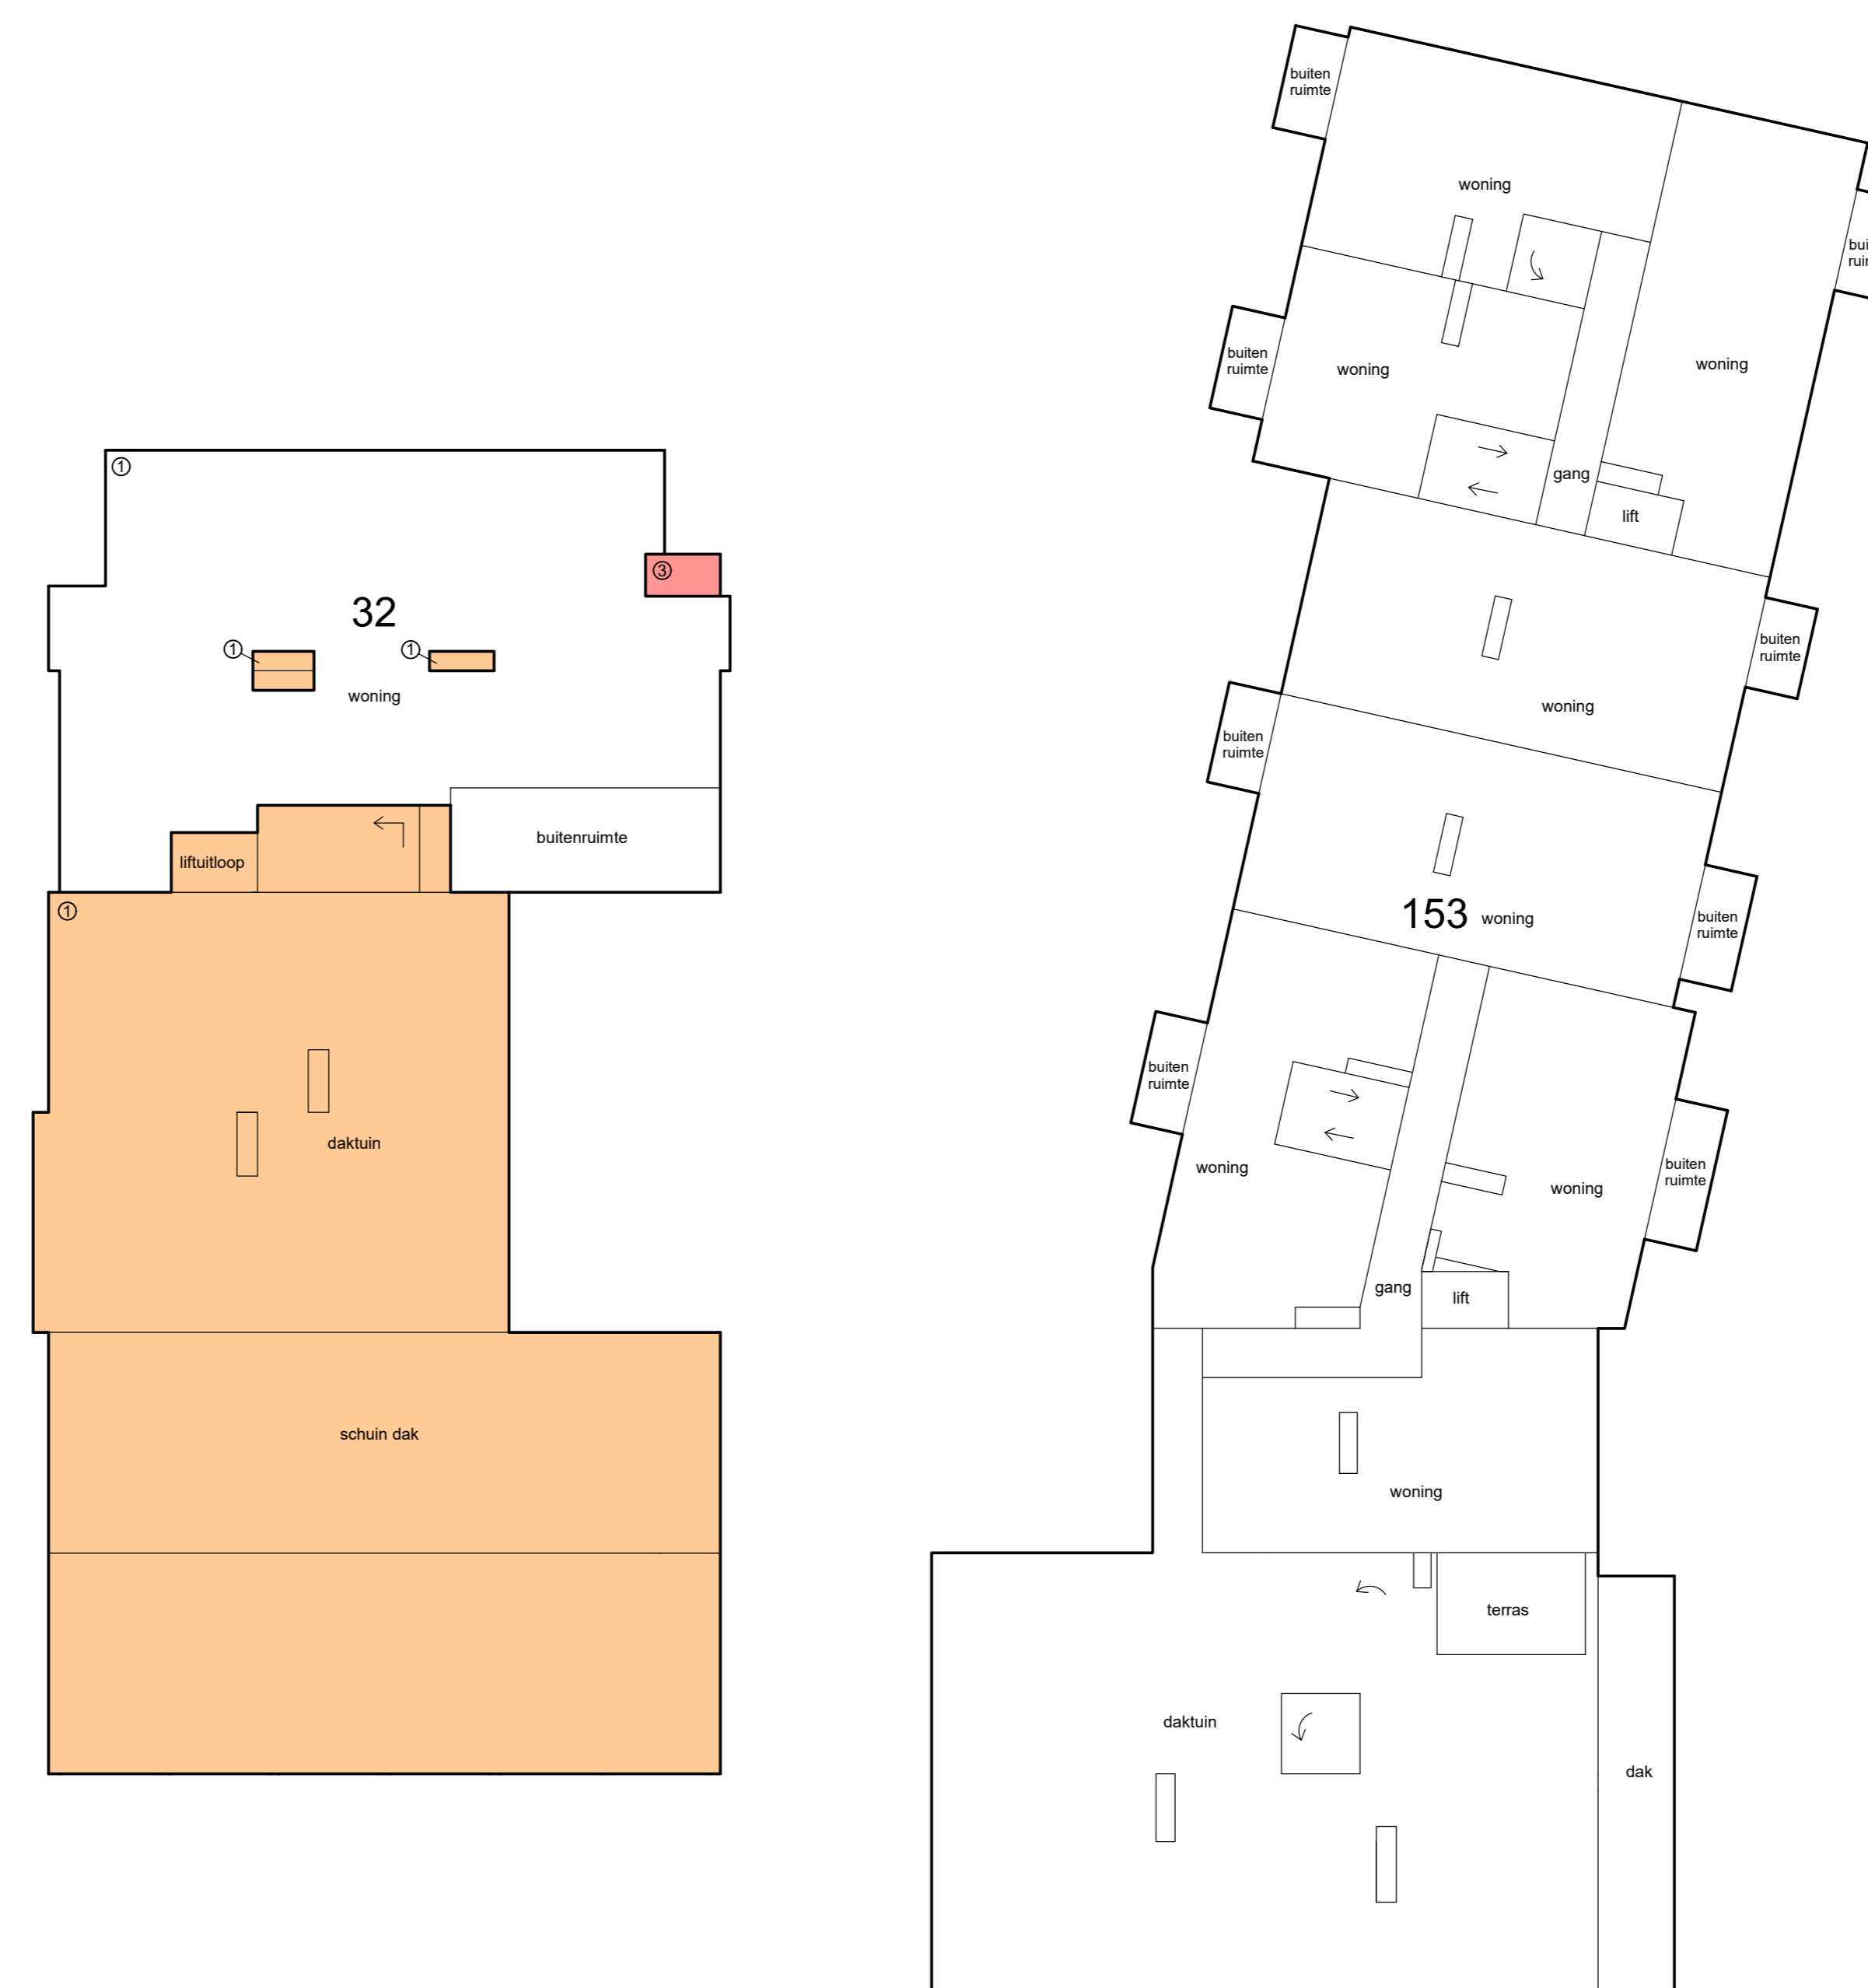 ①
③
32
①
①
woning
buitenruimte
liftuitloop
①
daktuin
schuin dak
buiten
ruimte
woning
buiten
ruimte
woning
woning
gang
lift
buiten
ruimte
woning
buiten
ruimte
153
woning
buiten
ruimte
buiten
ruimte
woning
woning
buiten
ruimte
gang
lift
woning
terras
daktuin
dak